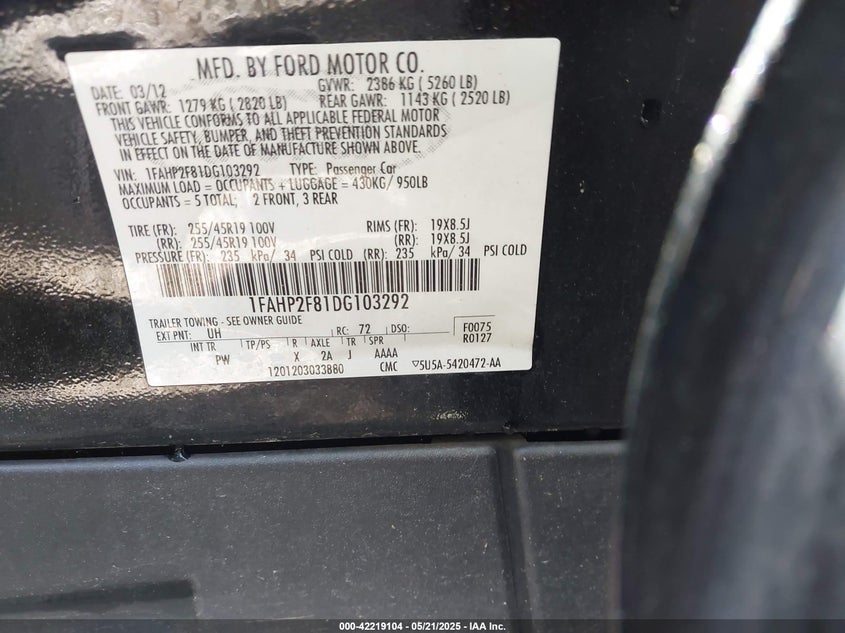 MFD. BY FORD MOTOR CO.
DATE: 03/12 GVWR: 2386 KG ( 5260 LB)
FRONT GAWR: 1279 KG ( 2820 LB) REAR GAWR: 1143 KG ( 2520 LB)
THIS VEHICLE CONFORMS TO ALL APPLICABLE FEDERAL MOTOR
VEHICLE SAFETY, BUMPER, AND THEFT PREVENTION STANDARDS
IN EFFECT ON THE DATE OF MANUFACTURE SHOWN ABOVE.
VIN: 1FAHP2F81DG103292 TYPE: Passenger Car
MAXIMUM LOAD = OCCUPANTS + LUGGAGE = 430KG/ 950LB
OCCUPANTS = 5 TOTAL; 2 FRONT, 3 REAR
TIRE (FR): 255/45R19 100V RIMS (FR): 19X8.5J
(RR): 255/45R19 100V (RR): 19X8.5J
PRESSURE (FR): 235 kPa/ 34 PSI COLD (RR): 235 kPa/ 34 PSI COLD
1FAHP2F81DG103292
TRAILER TOWING - SEE OWNER GUIDE
EXT PNT: UH RC: 72 DSO: F0075
INT TR TP/PS R AXLE TR SPR R0127
PW X 2A J AAAA
1201203033880 CMC ▽5U5A-5420472-AA
000-42219104 - 05/21/2025 - IAA Inc.